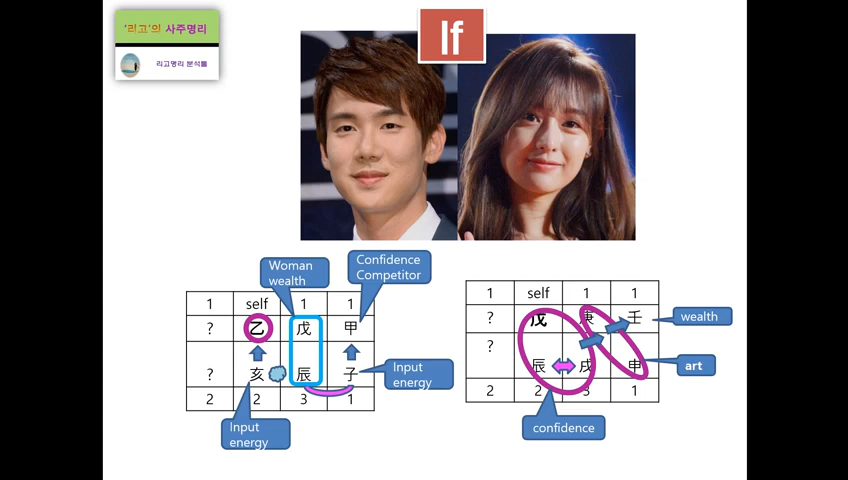 '리고'의 사주명리
리고명리 분석틀
If
Woman
wealth
Confidence
Competitor
1 self 1 1
? 乙 戊 甲
? 亥 辰 子
2 2 3 1
Input
energy
Input
energy
1 self 1 1
? 戊 庚 壬
?
辰 戌 申
2 2 3 1
wealth
art
confidence